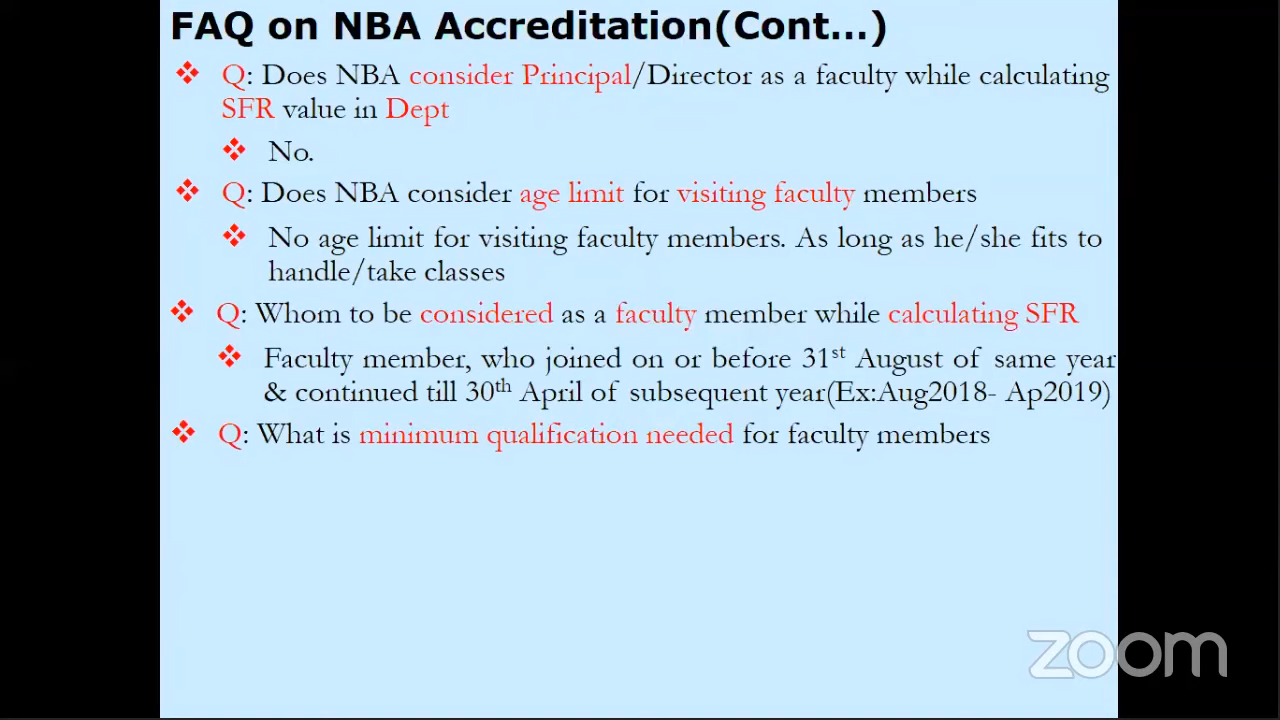 FAQ on NBA Accreditation(Cont...)
Q: Does NBA consider Principal/Director as a faculty while calculating
SFR value in Dept
No.
Q: Does NBA consider age limit for visiting faculty members
No age limit for visiting faculty members. As long as he/she fits to
handle/take classes
Q: Whom to be considered as a faculty member while calculating SFR
Faculty member, who joined on or before 31st August of same year
& continued till 30th April of subsequent year(Ex:Aug2018- Ap2019)
Q: What is minimum qualification needed for faculty members
zoom